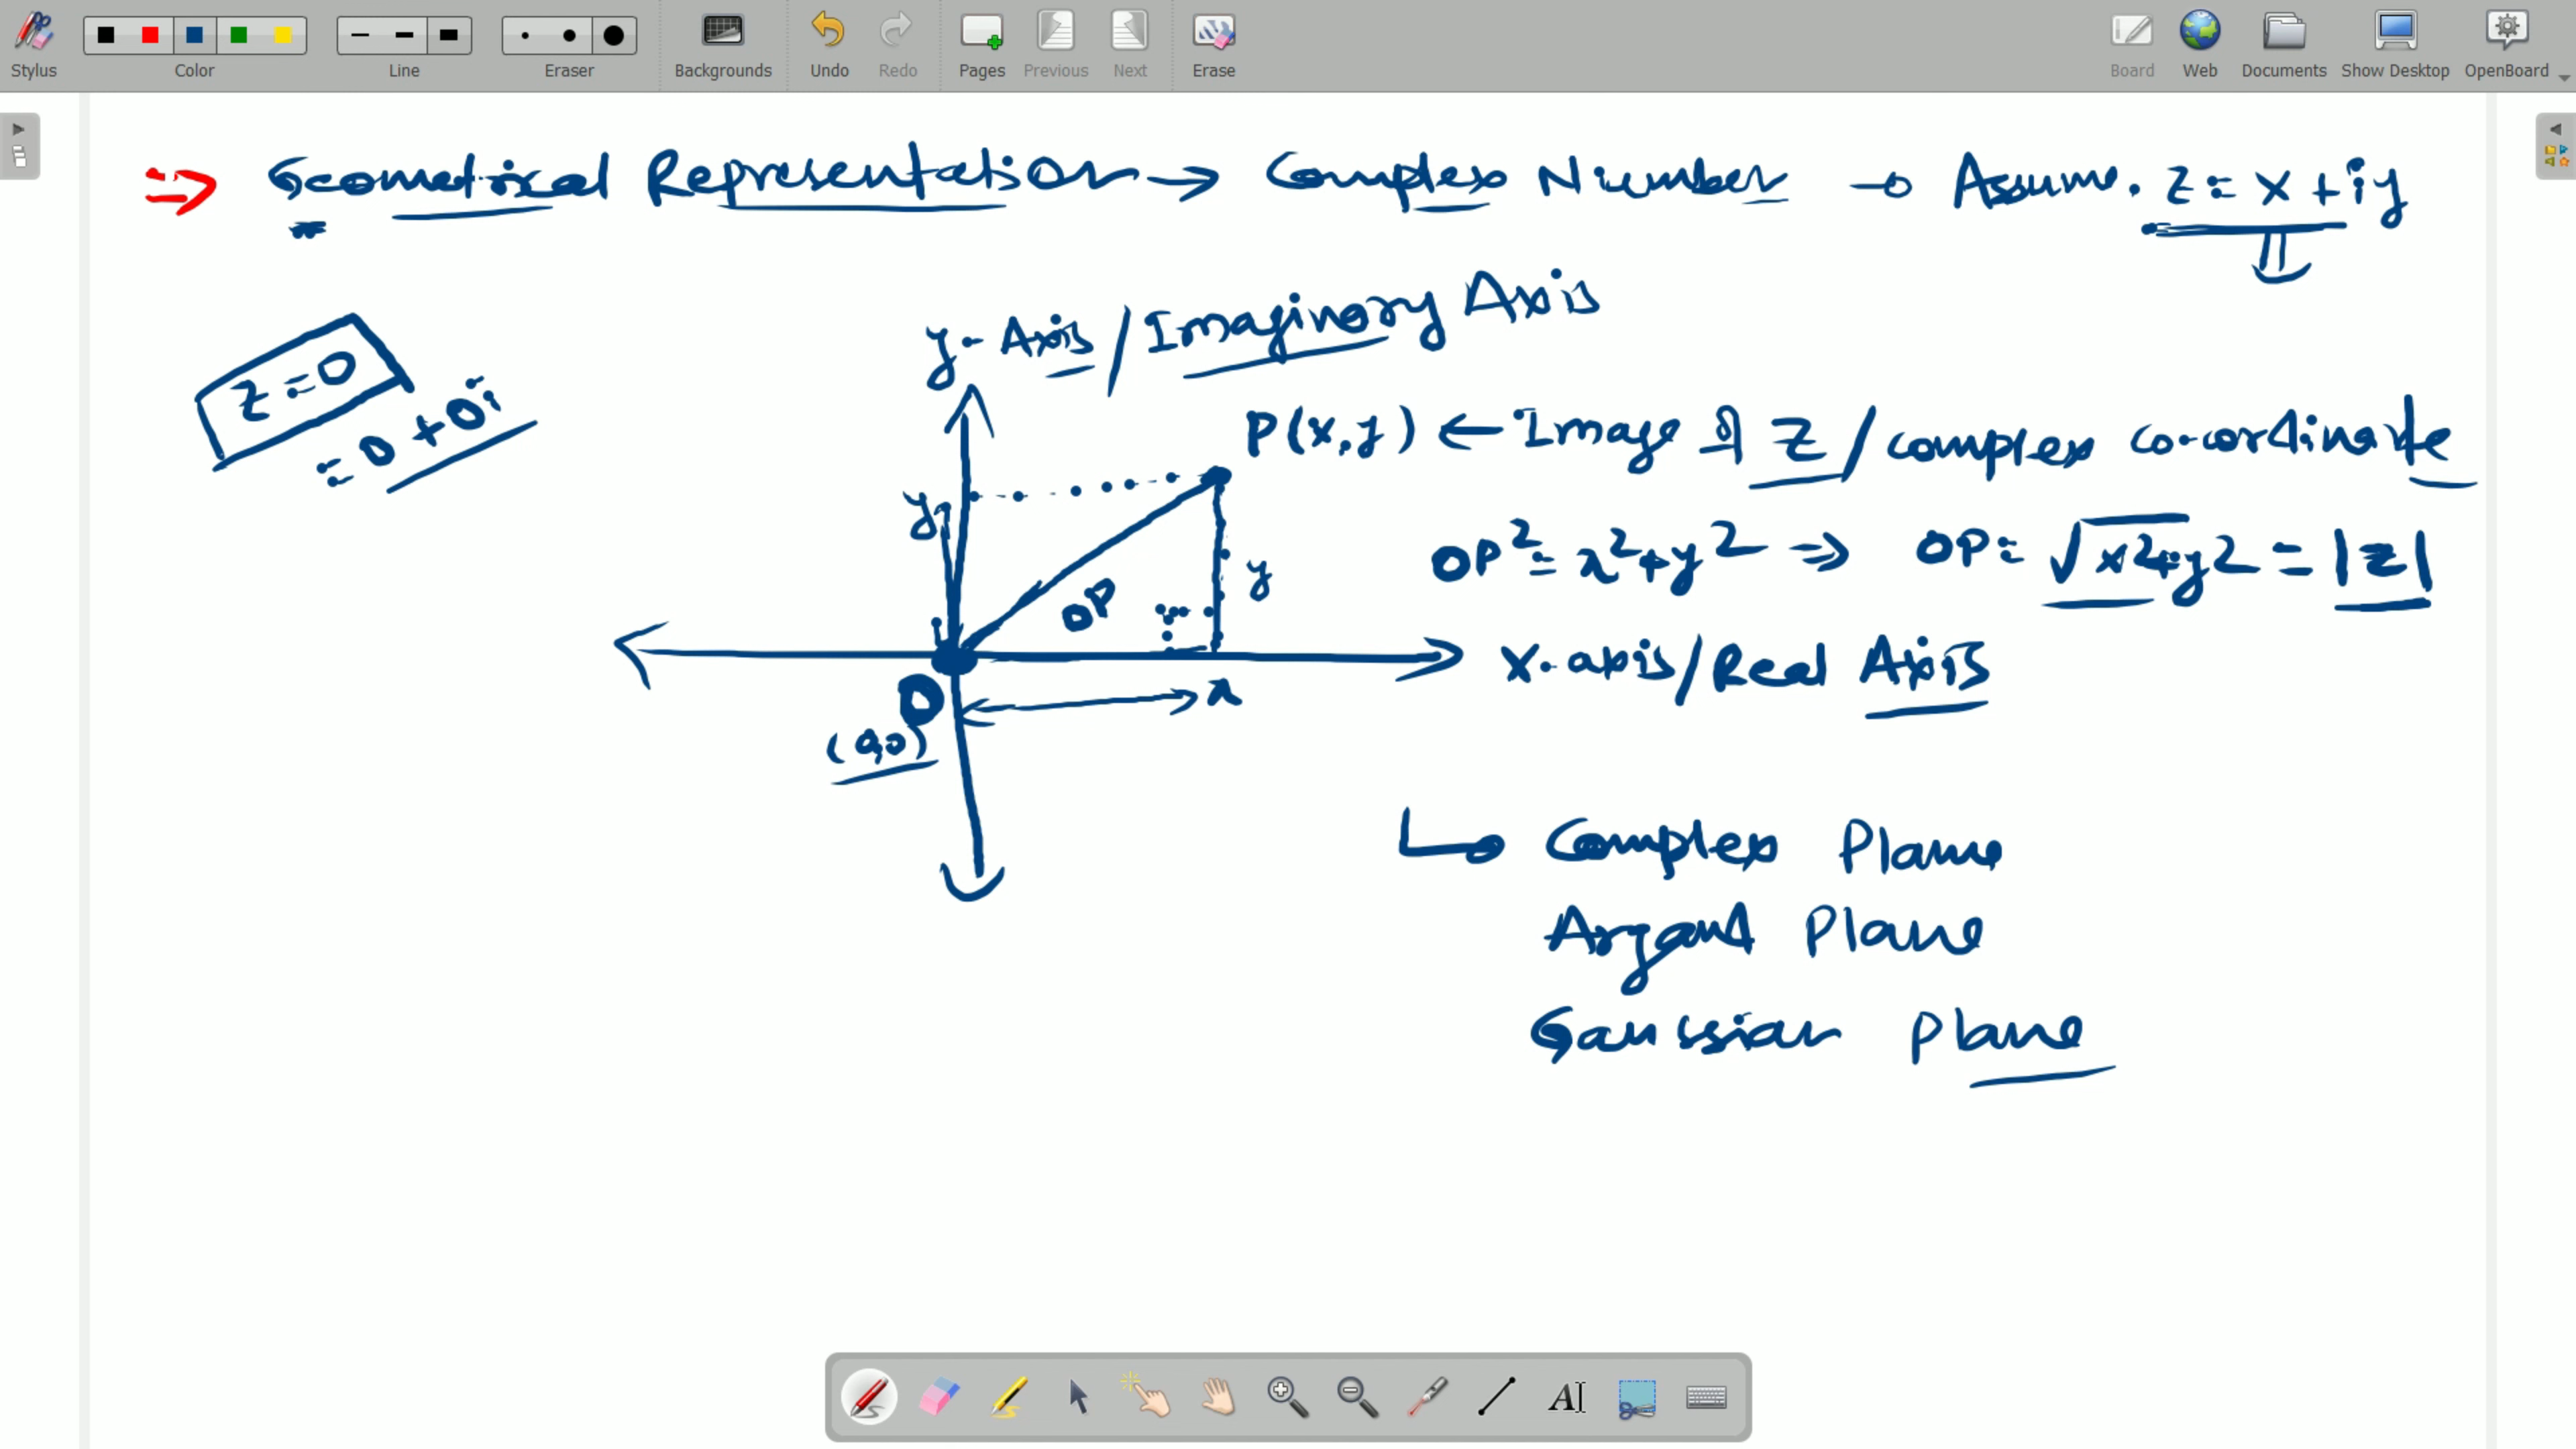 Stylus Color Line Eraser Backgrounds Undo Redo Pages Previous Next Erase Board Web Documents Show Desktop OpenBoard
⇒ Geometrical Representation → Complex Number → Assume. z = x + iy
y-Axis / Imaginary Axis
z = 0
= 0 + 0i
P(x,y) ← Image of z / complex co-ordinate
y
OP² = x² + y² ⇒ OP = √x²+y² = |z|
OP
y
x-axis/Real Axis
O
x
(0,0)
↳ Complex Plane
Argand Plane
Gaussian Plane
AI